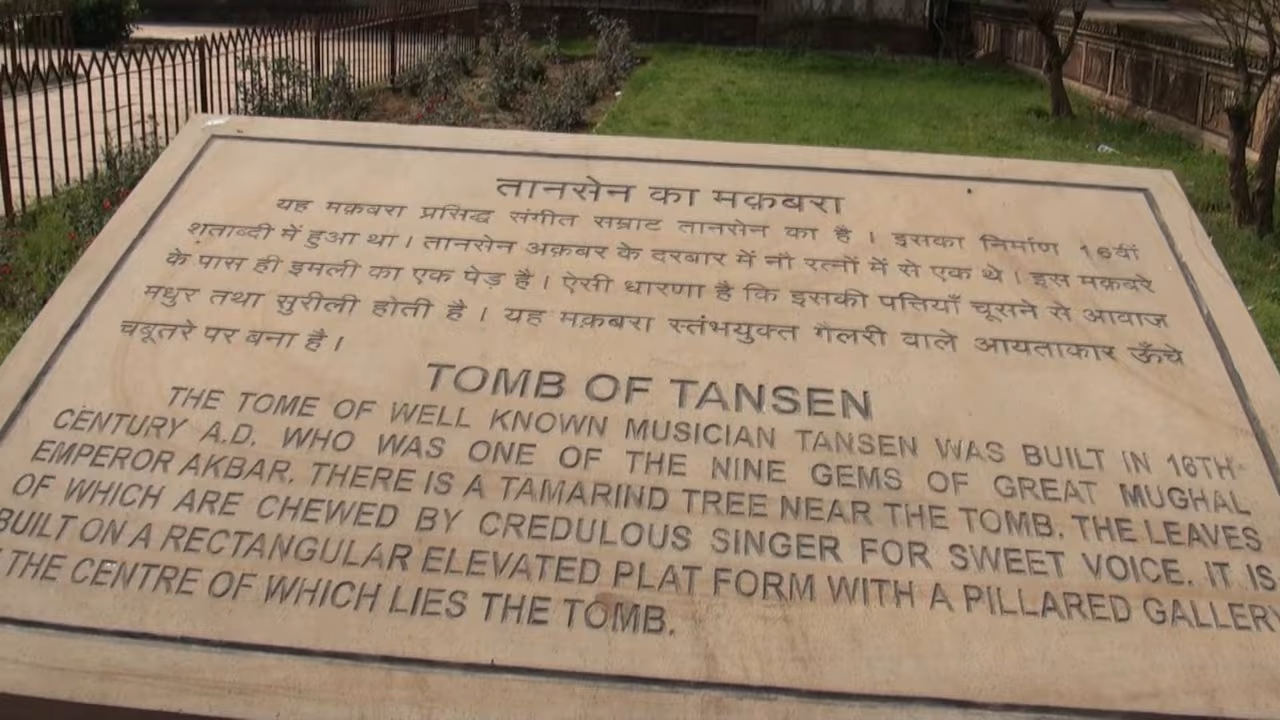 तानसेन का मक़बरा
यह मक़बरा प्रसिद्ध संगीत सम्राट तानसेन का है । इसका निर्माण 16वीं
शताब्दी में हुआ था । तानसेन अक़बर के दरबार में नौ रत्नों में से एक थे । इस मक़बरे
के पास ही इमली का एक पेड़ है । ऐसी धारणा है कि इसकी पत्तियाँ चूसने से आवाज़
मधुर तथा सुरीली होती है । यह मक़बरा स्तंभयुक्त गैलरी वाले आयताकार ऊँचे
चबूतरे पर बना है ।
TOMB OF TANSEN
THE TOME OF WELL KNOWN MUSICIAN TANSEN WAS BUILT IN 16TH
CENTURY A.D. WHO WAS ONE OF THE NINE GEMS OF GREAT MUGHAL
EMPEROR AKBAR. THERE IS A TAMARIND TREE NEAR THE TOMB. THE LEAVES
OF WHICH ARE CHEWED BY CREDULOUS SINGER FOR SWEET VOICE. IT IS
BUILT ON A RECTANGULAR ELEVATED PLAT FORM WITH A PILLARED GALLERY
THE CENTRE OF WHICH LIES THE TOMB.